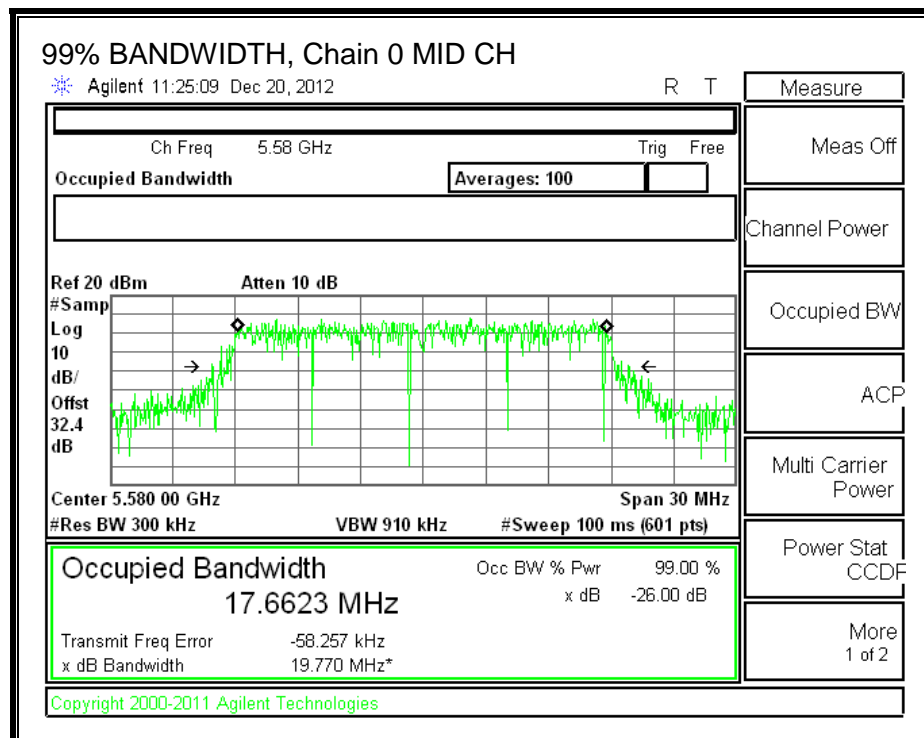 99% BANDWIDTH, Chain 0 MID CH
Agilent 11:25:09 Dec 20, 2012 R T
Measure
Ch Freq 5.58 GHz Trig Free
Occupied Bandwidth Averages: 100
Ref 20 dBm Atten 10 dB
#Samp
Log
10
dB/
Offst
32.4
dB
Center 5.580 00 GHz Span 30 MHz
#Res BW 300 kHz VBW 910 kHz #Sweep 100 ms (601 pts)
Occupied Bandwidth Occ BW % Pwr 99.00 %
17.6623 MHz x dB -26.00 dB
Transmit Freq Error -58.257 kHz
x dB Bandwidth 19.770 MHz*
Copyright 2000-2011 Agilent Technologies
Meas Off
Channel Power
Occupied BW
ACP
Multi Carrier
Power
Power Stat
CCDF
More
1 of 2